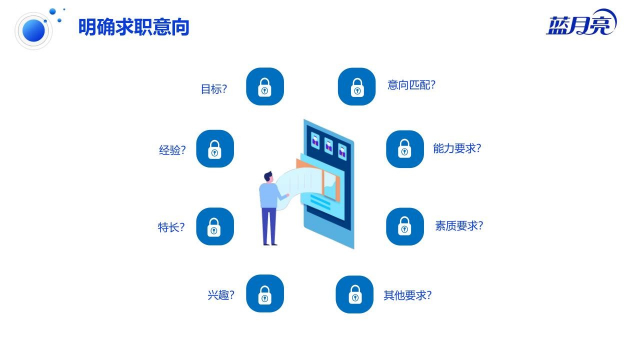 明确求职意向
蓝月亮
目标?
意向匹配?
经验?
能力要求?
特长?
素质要求?
兴趣?
其他要求?